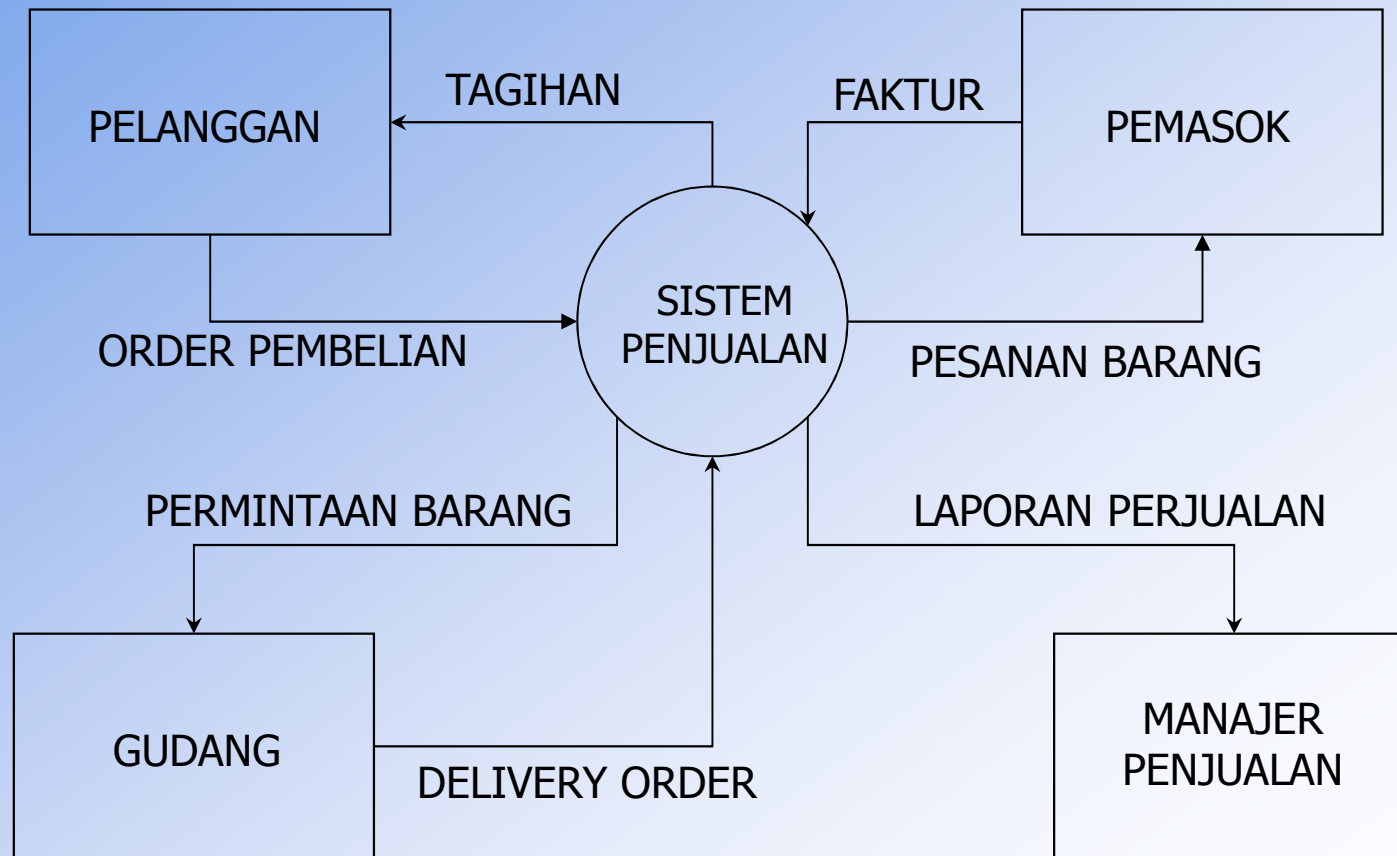 TAGIHAN
FAKTUR
PELANGGAN
PEMASOK
SISTEM
PENJUALAN
ORDER PEMBELIAN
PESANAN BARANG
PERMINTAAN BARANG
LAPORAN PERJUALAN
GUDANG
MANAJER
PENJUALAN
DELIVERY ORDER